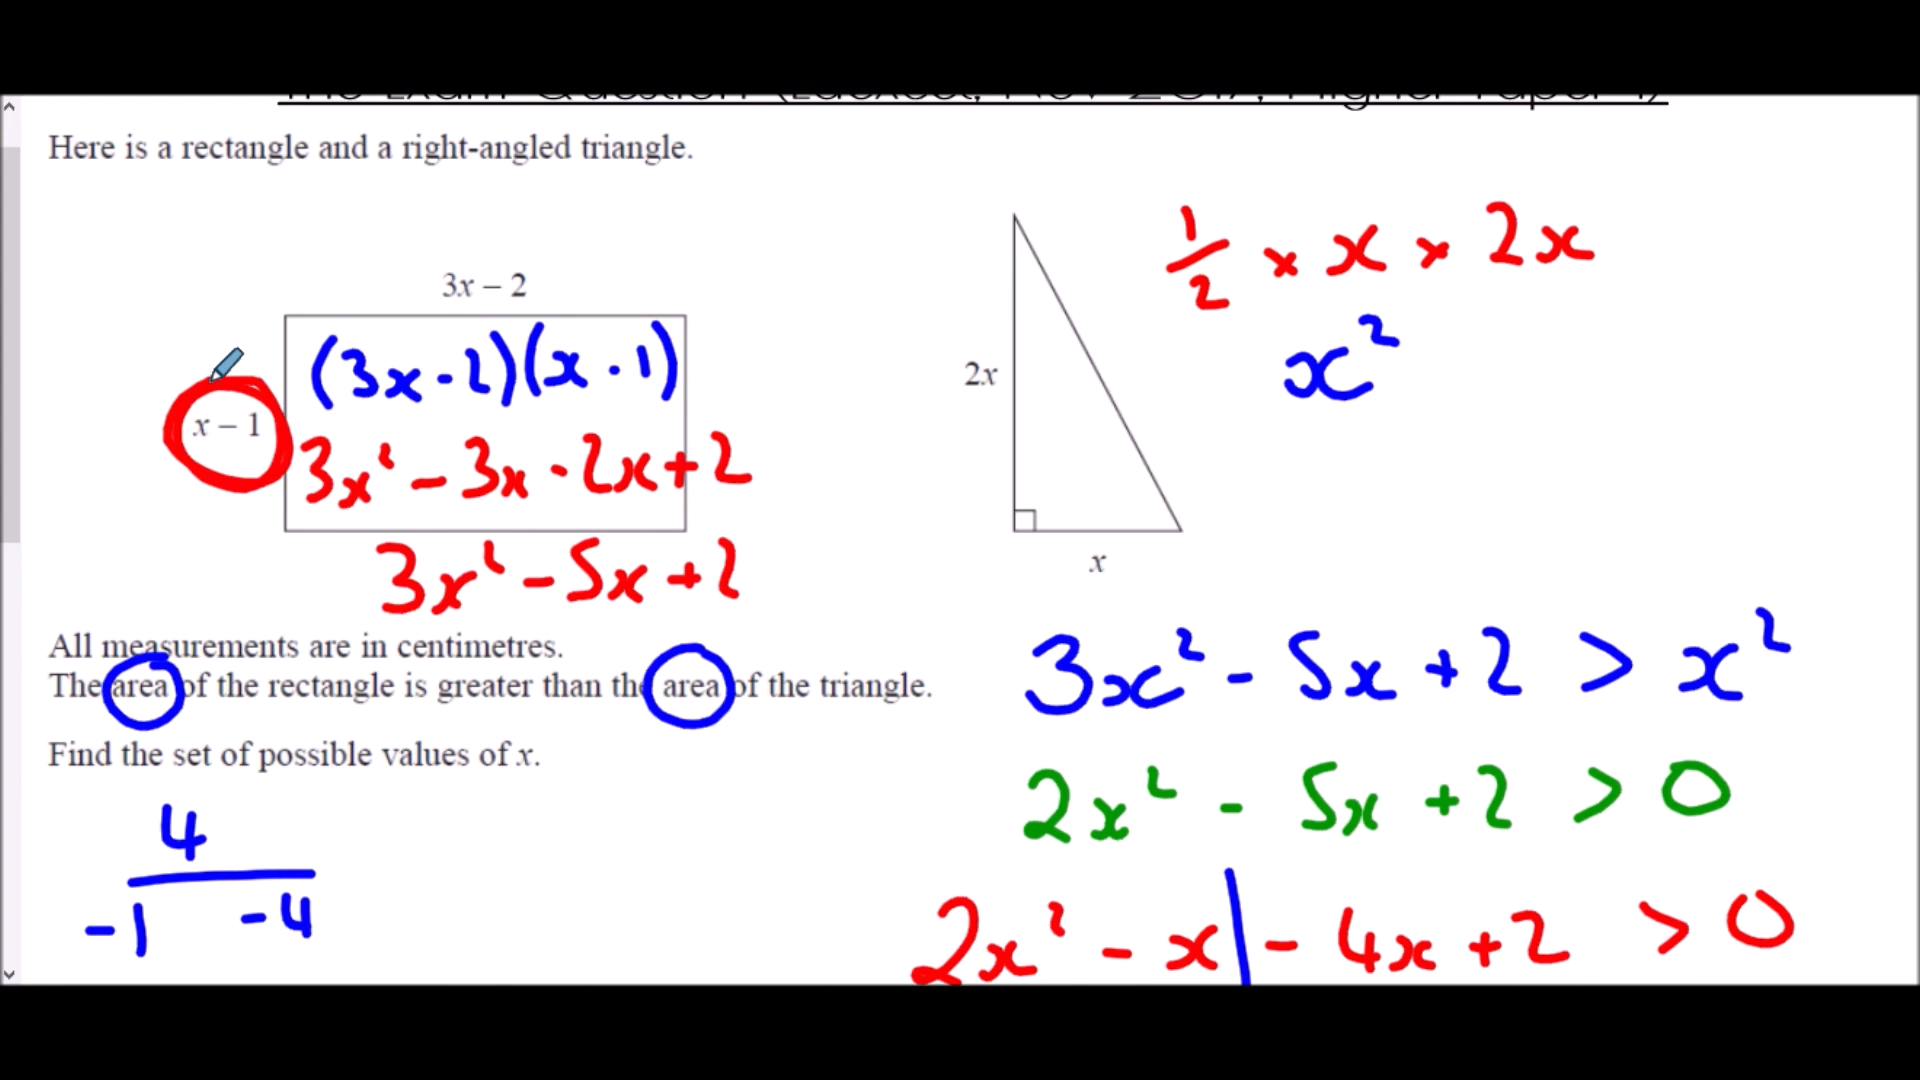 Here is a rectangle and a right-angled triangle.
3x – 2
x – 1
(3x - 2)(x - 1)
3x² - 3x - 2x + 2
3x² - 5x + 2
2x
x
½ × x × 2x
x²
All measurements are in centimetres.
The area of the rectangle is greater than the area of the triangle.
Find the set of possible values of x.
3x² - 5x + 2 > x²
2x² - 5x + 2 > 0
2x² - x | - 4x + 2 > 0
4
-1 -4